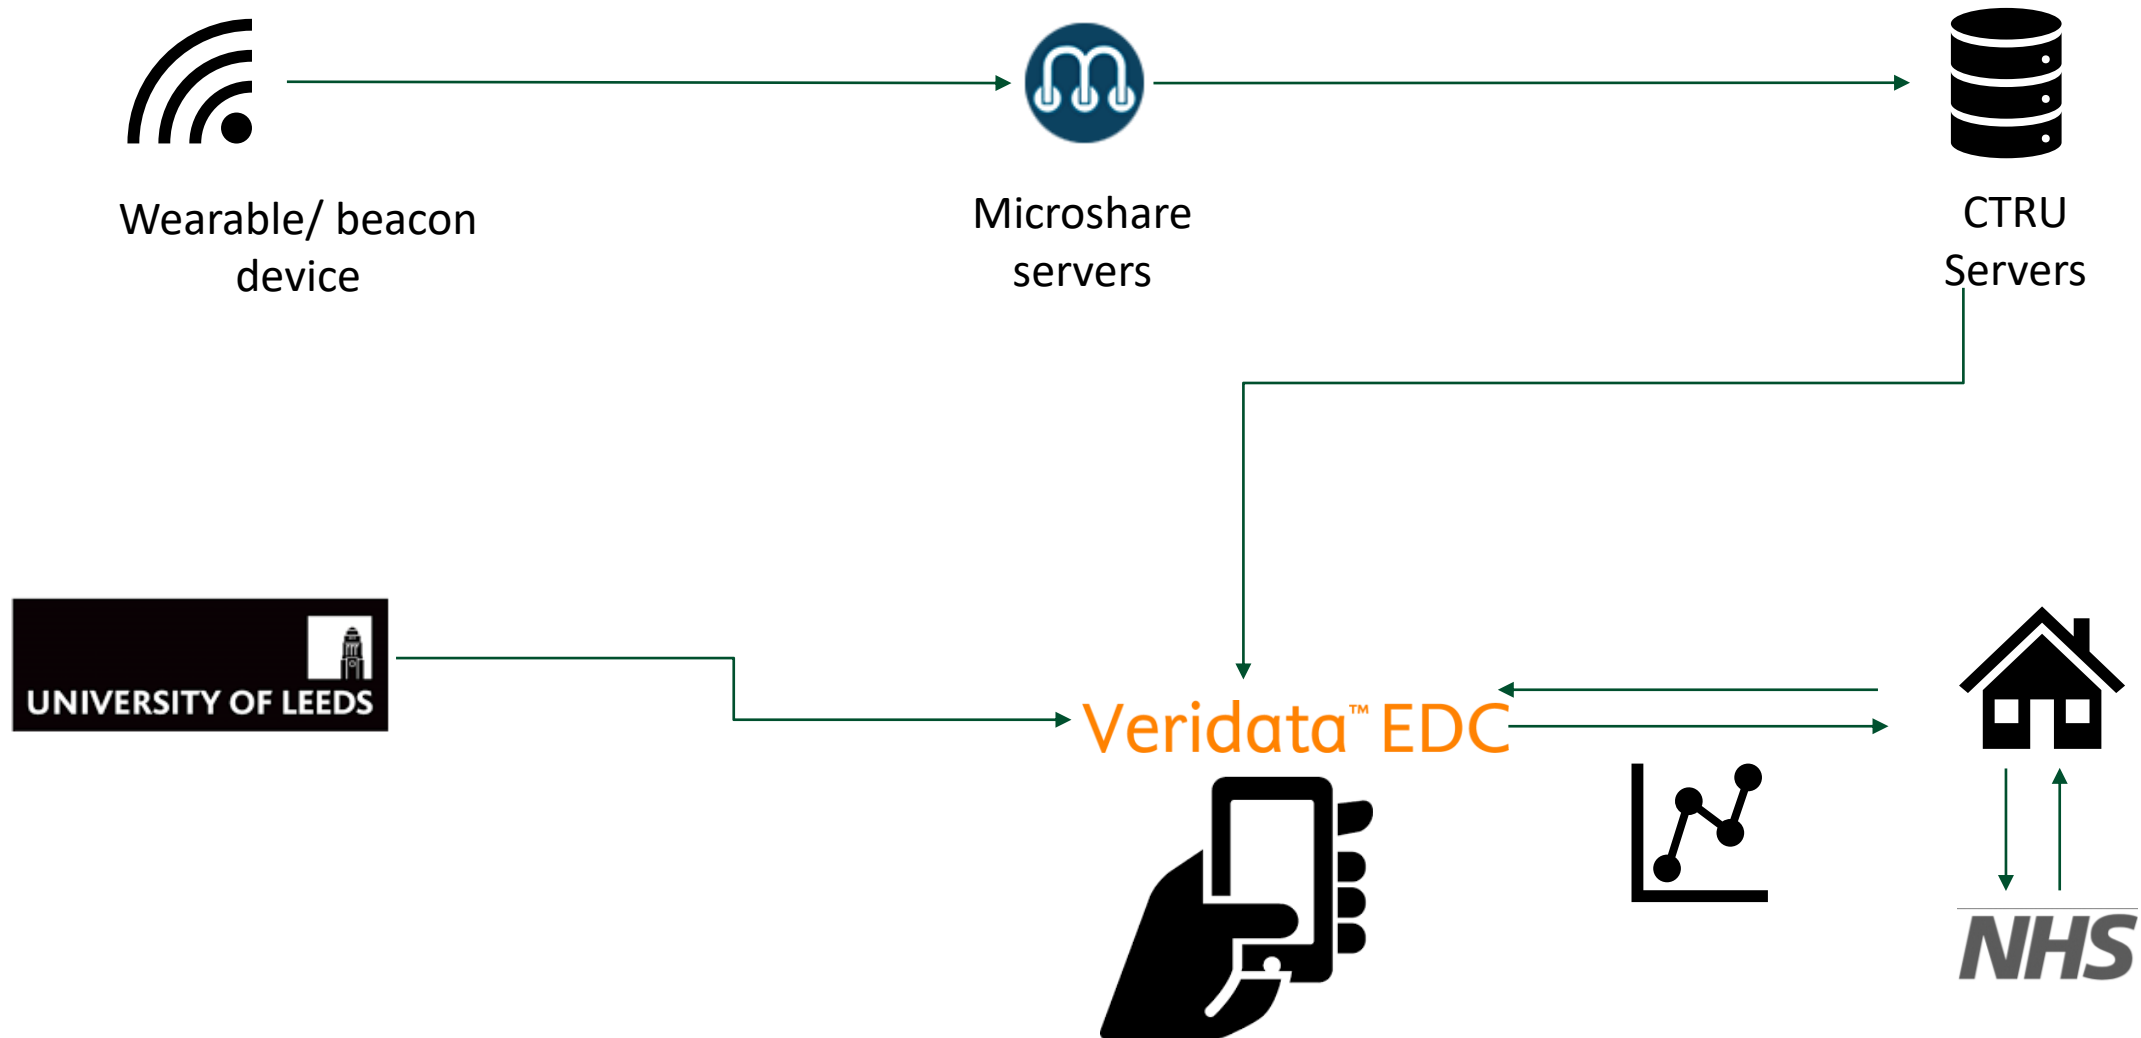 Wearable/ beacon
device
Microshare
servers
CTRU
Servers
UNIVERSITY OF LEEDS
Veridata™ EDC
NHS